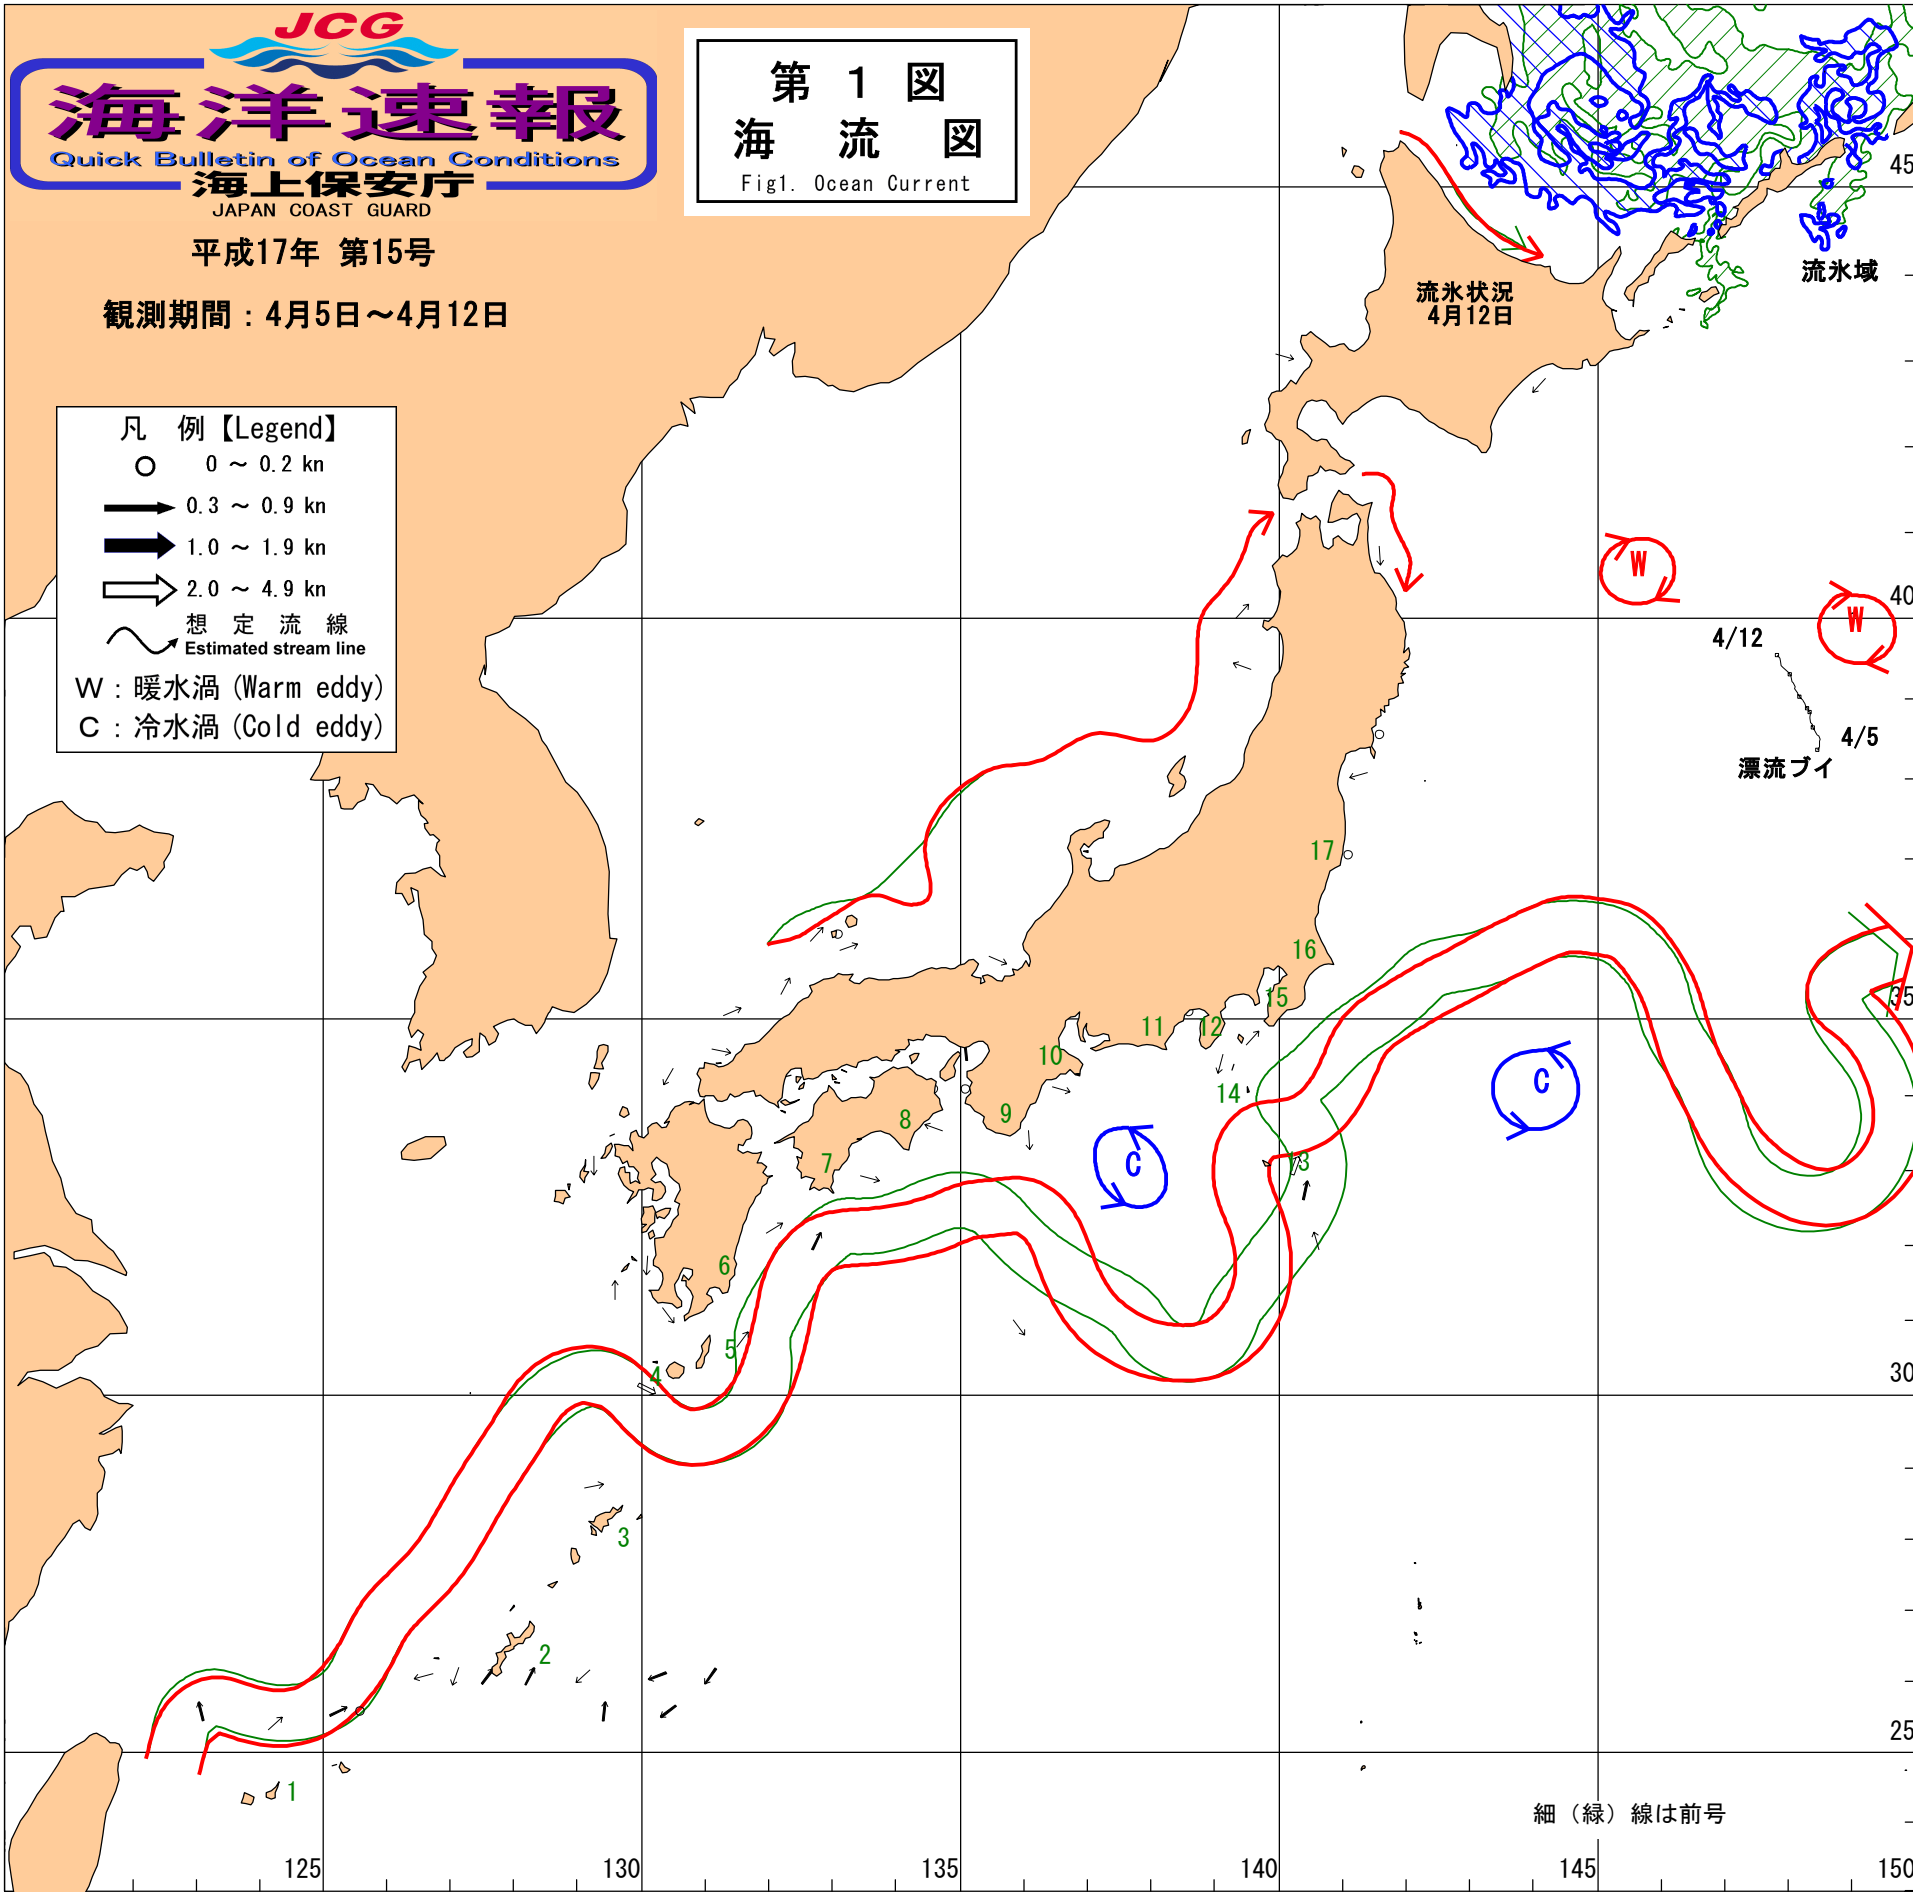 JCG
海洋速報
Quick Bulletin of Ocean Conditions
海上保安庁
JAPAN COAST GUARD
平成17年 第15号
観測期間：4月5日～4月12日
第 1 図
海 流 図
Fig1. Ocean Current
凡 例【Legend】
0 ～ 0.2 kn
0.3 ～ 0.9 kn
1.0 ～ 1.9 kn
2.0 ～ 4.9 kn
想 定 流 線
Estimated stream line
W：暖水渦(Warm eddy)
C：冷水渦(Cold eddy)
45
流氷域
流氷状況
4月12日
W
40
W
4/12
4/5
漂流ブイ
17
16
35
15
11
12
10
14
C
9
8
13
C
7
6
5
4
30
3
2
25
1
細（緑）線は前号
125
130
135
140
145
150